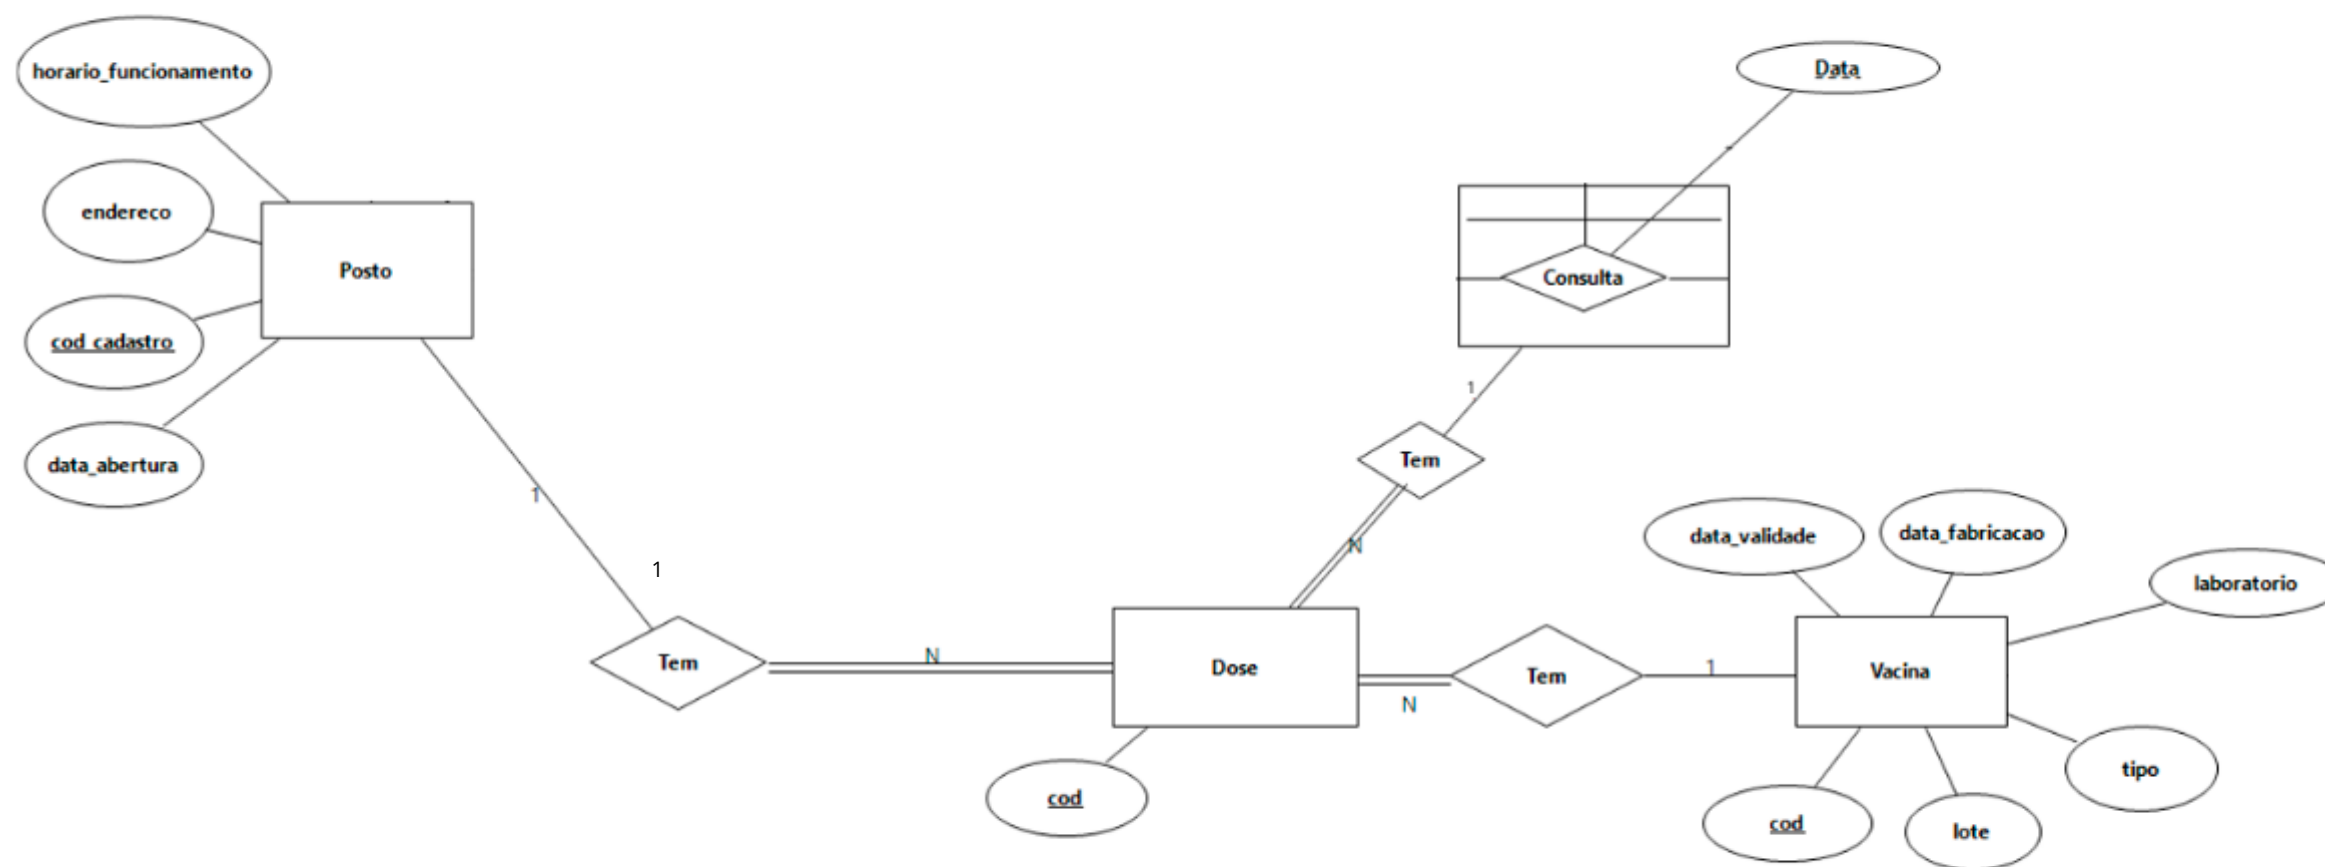 horario_funcionamento
Data
endereco
Posto
Consulta
cod_cadastro
1
Tem
data_abertura
1
N
data_validade
data_fabricacao
1
laboratorio
N
Tem
Dose
N
Tem
1
Vacina
tipo
cod
cod
lote